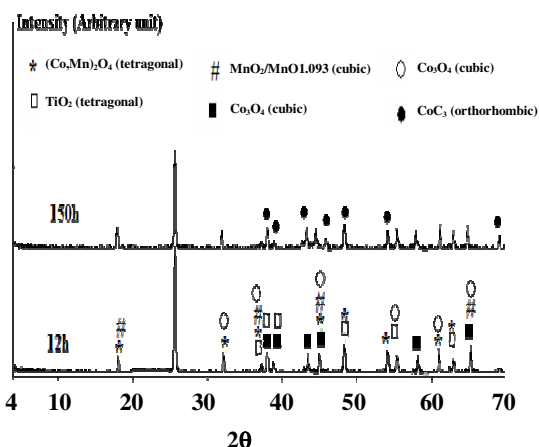 Intensity (Arbitrary unit)
* (Co,Mn)₂O₄ (tetragonal)
# MnO₂/MnO1.093 (cubic)
Co₃O₄ (cubic)
TiO₂ (tetragonal)
Co₃O₄ (cubic)
CoC₃ (orthorhombic)
150h
12h
4 10 20 30 40 50 60 70
2θ